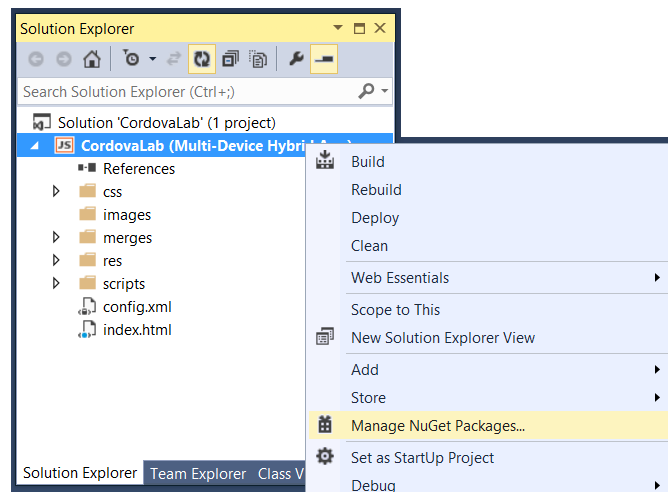 Solution Explorer
Search Solution Explorer (Ctrl+;)
Solution 'CordovaLab' (1 project)
JS CordovaLab (Multi-Device Hybrid
References
css
images
merges
res
scripts
config.xml
index.html
Solution Explorer Team Explorer Class V
Build
Rebuild
Deploy
Clean
Web Essentials
Scope to This
New Solution Explorer View
Add
Store
Manage NuGet Packages...
Set as StartUp Project
Debug